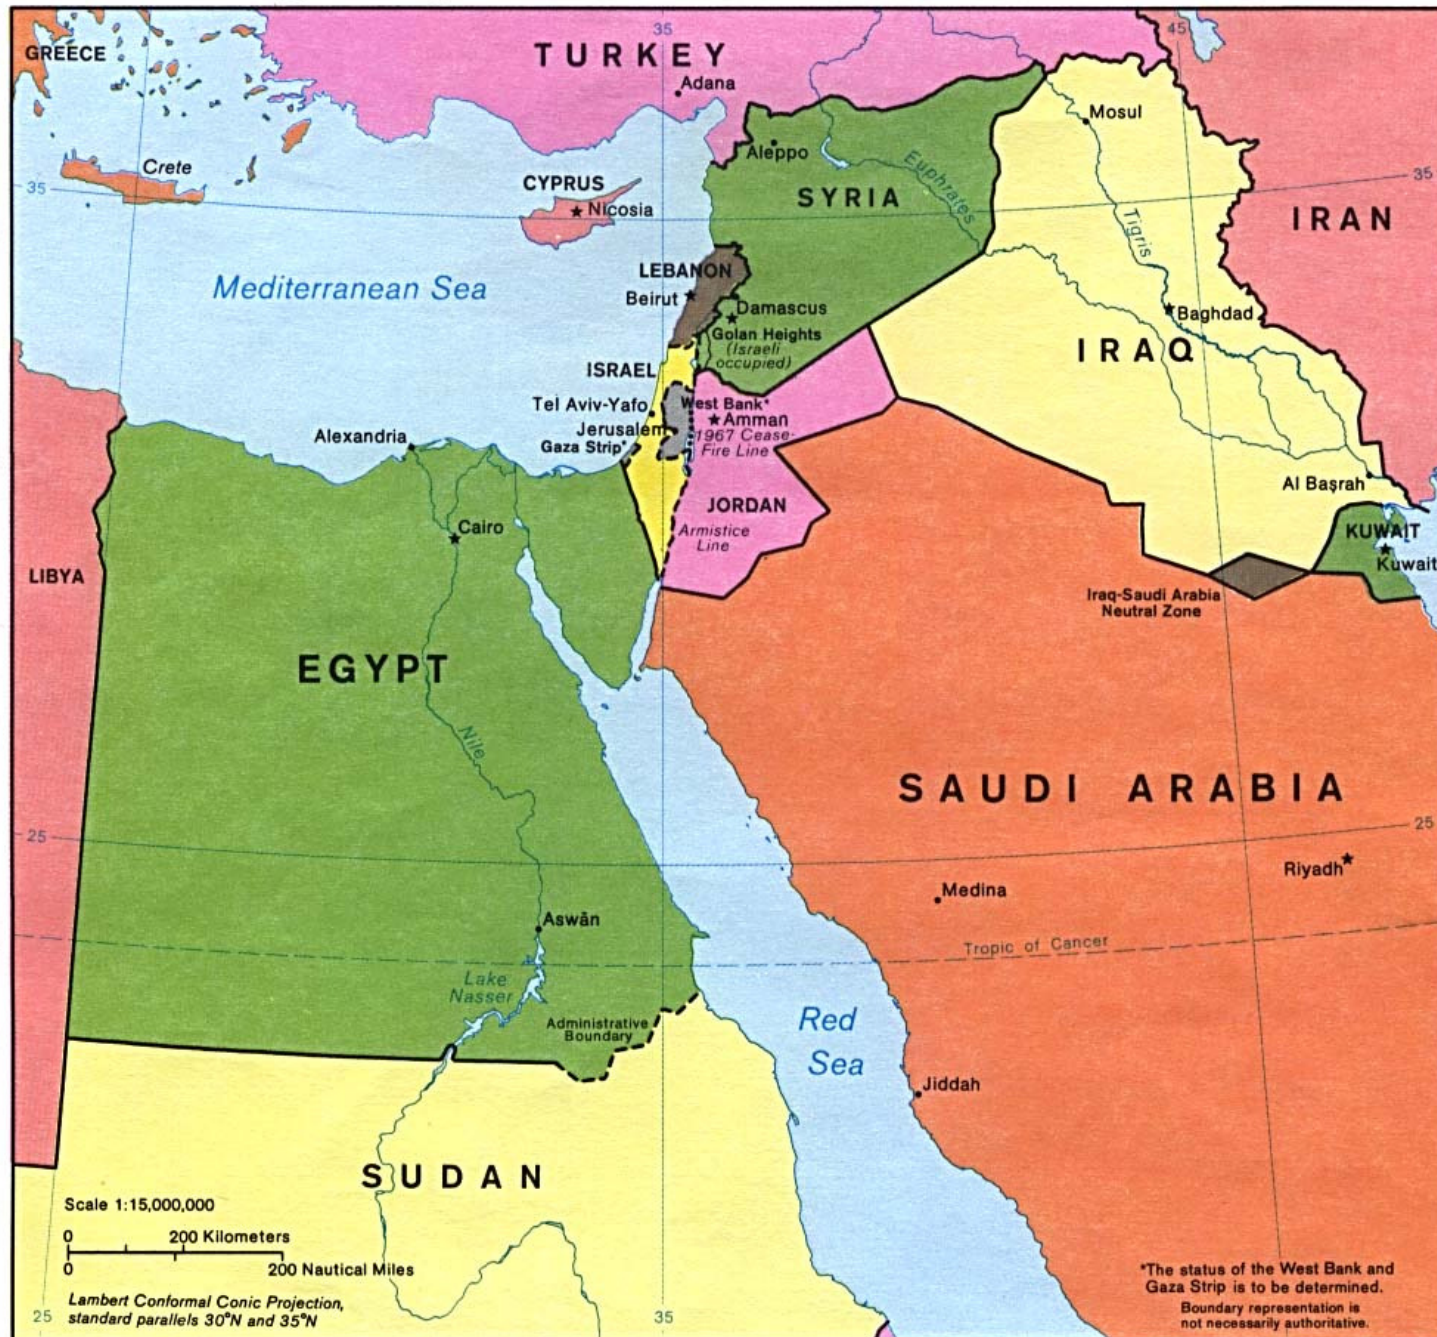 35
45
GREECE
TURKEY
Adana
Mosul
Aleppo
Crete
35
CYPRUS
Nicosia
SYRIA
Euphrates
Tigris
35
IRAN
Mediterranean Sea
LEBANON
Beirut
Damascus
Golan Heights
(Israeli
occupied)
Baghdad
IRAQ
ISRAEL
Tel Aviv-Yafo
West Bank*
Amman
Jerusalem
1967 Cease-
Fire Line
Gaza Strip*
Alexandria
Al Başrah
JORDAN
Armistice
Line
Cairo
KUWAIT
Kuwait
LIBYA
Iraq-Saudi Arabia
Neutral Zone
EGYPT
Nile
SAUDI ARABIA
25
25
Riyadh
Medina
Aswān
Tropic of Cancer
Lake
Nasser
Administrative
Boundary
Red
Sea
Jiddah
SUDAN
Scale 1:15,000,000
0 200 Kilometers
0 200 Nautical Miles
Lambert Conformal Conic Projection,
standard parallels 30°N and 35°N
25
35
*The status of the West Bank and
Gaza Strip is to be determined.
Boundary representation is
not necessarily authoritative.